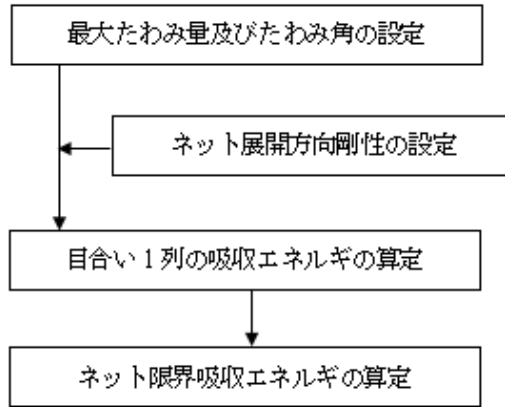 最大たわみ量及びたわみ角の設定
ネット展開方向剛性の設定
目合い1列の吸収エネルギの算定
ネット限界吸収エネルギの算定